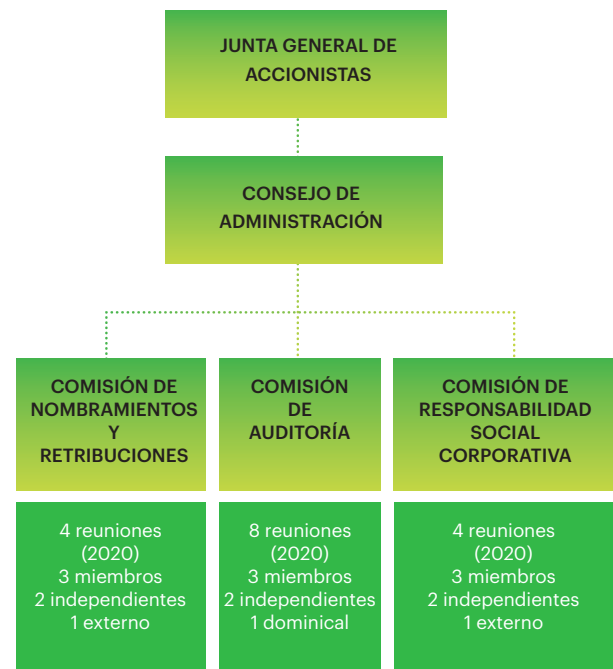 JUNTA GENERAL DE
ACCIONISTAS
CONSEJO DE
ADMINISTRACIÓN
COMISIÓN DE
NOMBRAMIENTOS
Y
RETRIBUCIONES
4 reuniones
(2020)
3 miembros
2 independientes
1 externo
COMISIÓN
DE
AUDITORÍA
8 reuniones
(2020)
3 miembros
2 independientes
1 dominical
COMISIÓN DE
RESPONSABILIDAD
SOCIAL
CORPORATIVA
4 reuniones
(2020)
3 miembros
2 independientes
1 externo